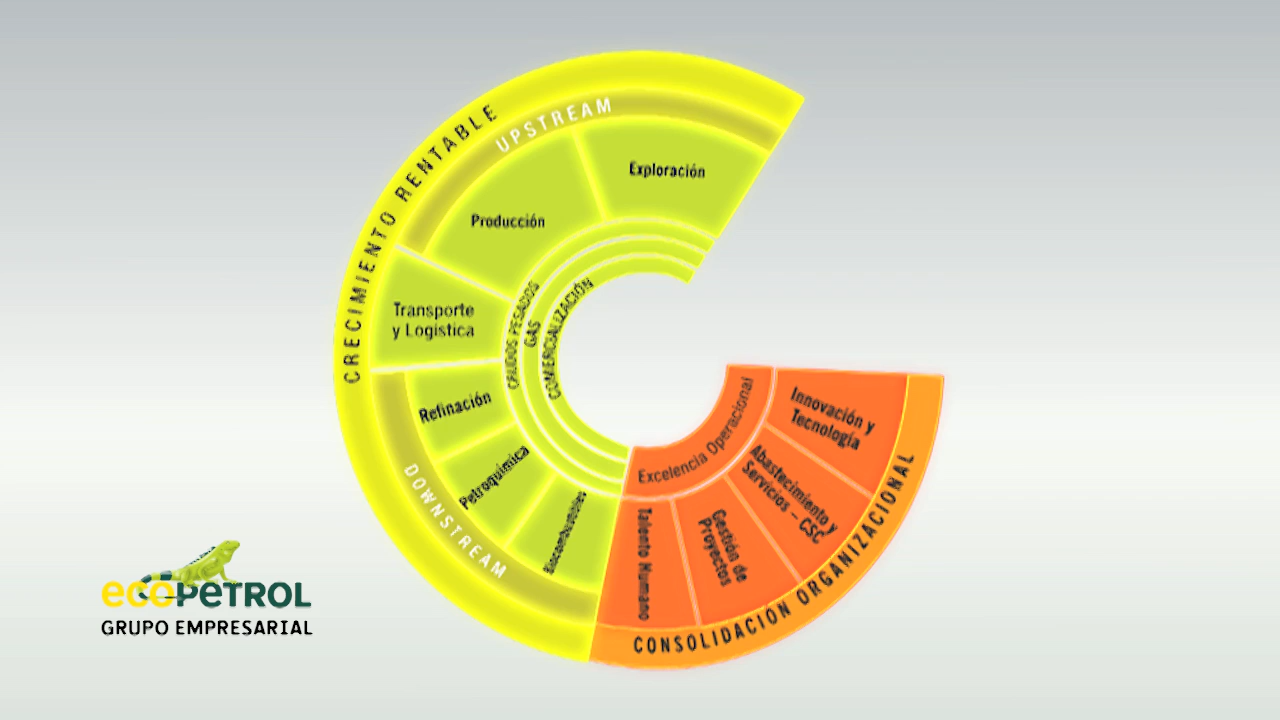 CRECIMIENTO RENTABLE
UPSTREAM
Exploración
Producción
Transporte
y Logística
CRUDOS PESADOS
GAS
COMERCIALIZACIÓN
Refinación
Petroquímica
DOWNSTREAM
Excelencia Operacional
Innovación y
Tecnología
Abastecimiento y
Servicios - CSC
Gestión de
Proyectos
Talento Humano
CONSOLIDACIÓN ORGANIZACIONAL
ecopetrol
GRUPO EMPRESARIAL